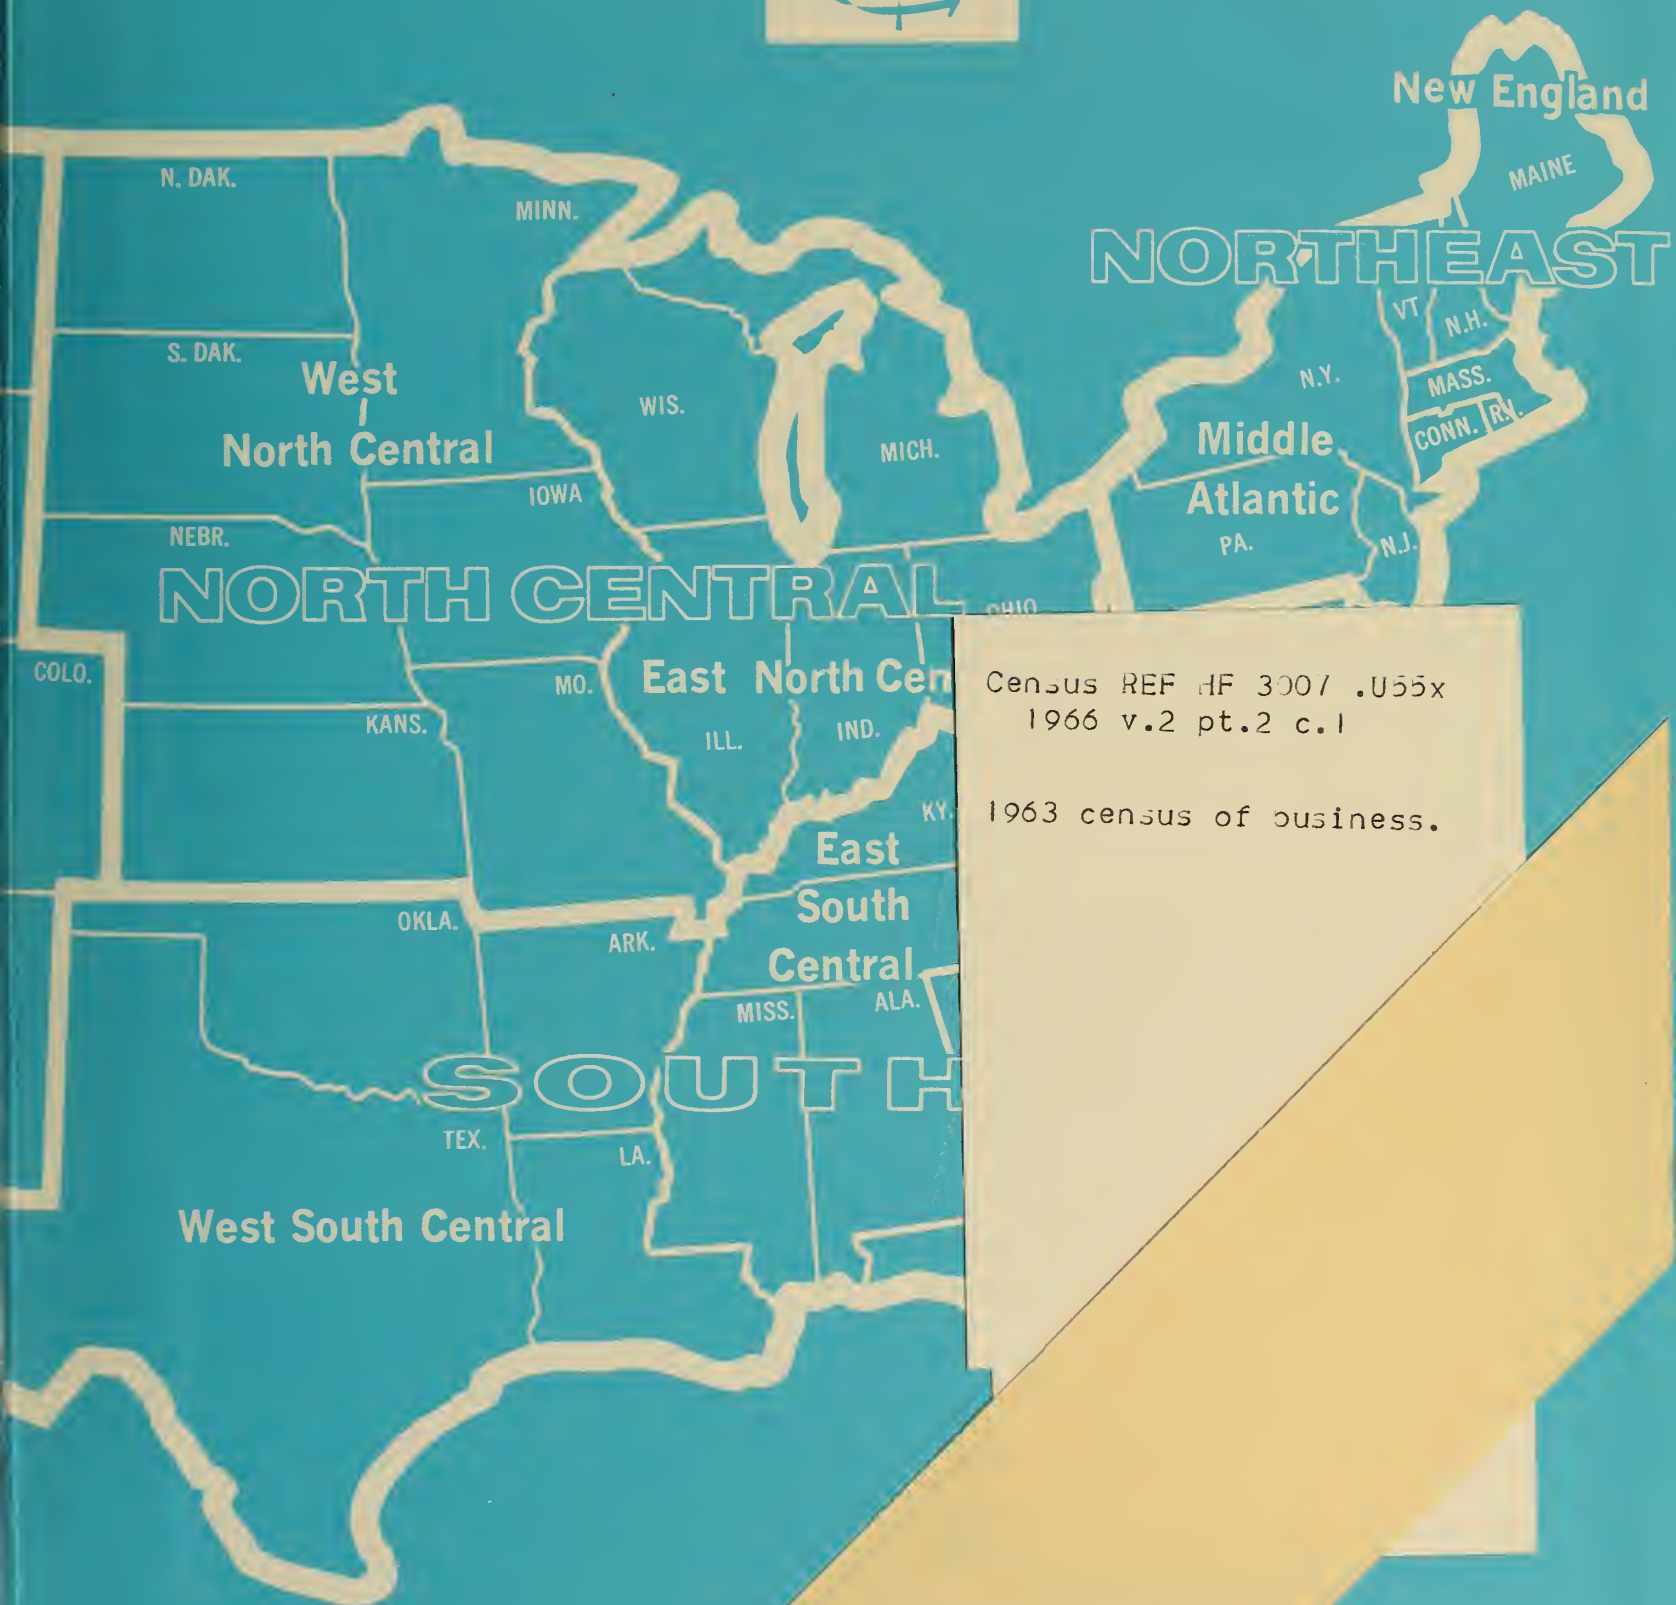 New England
MAINE
N. DAK.
MINN.
NORTHEAST
VT
N.H.
S. DAK.
West
North Central
WIS.
MICH.
N.Y.
MASS.
CONN.
R.I.
Middle
Atlantic
IOWA
NEBR.
PA.
N.J.
NORTH CENTRAL
OHIO
COLO.
MO.
East North Cen
KANS.
ILL.
IND.
KY.
Census REF HF 3007 .U55x
1966 v.2 pt.2 c.1
1963 census of business.
East
South
Central
OKLA.
ARK.
MISS.
ALA.
SOUTH
TEX.
LA.
West South Central